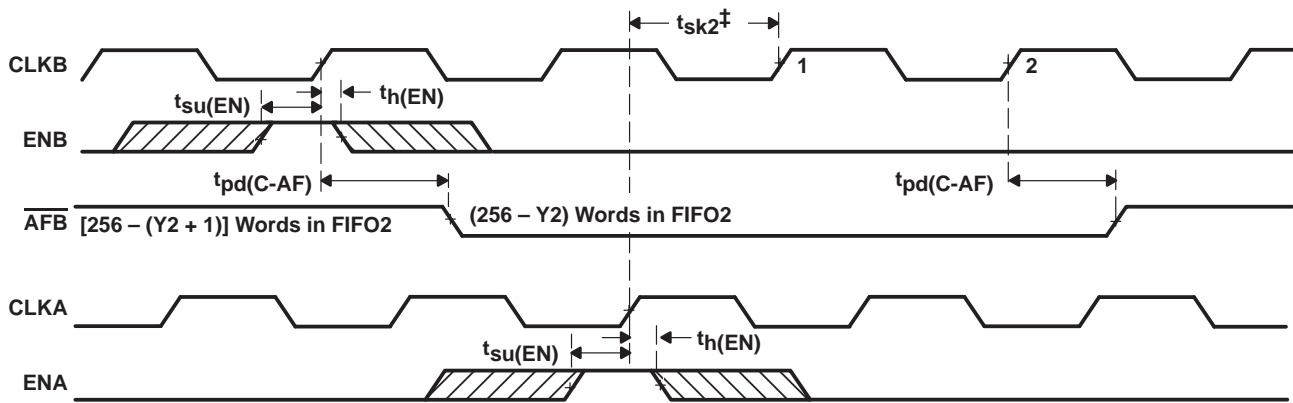 tsk2‡
CLKB
1
2
tsu(EN)
th(EN)
ENB
tpd(C-AF)
tpd(C-AF)
AFB
[256 – (Y2 + 1)] Words in FIFO2
(256 – Y2) Words in FIFO2
CLKA
tsu(EN)
th(EN)
ENA